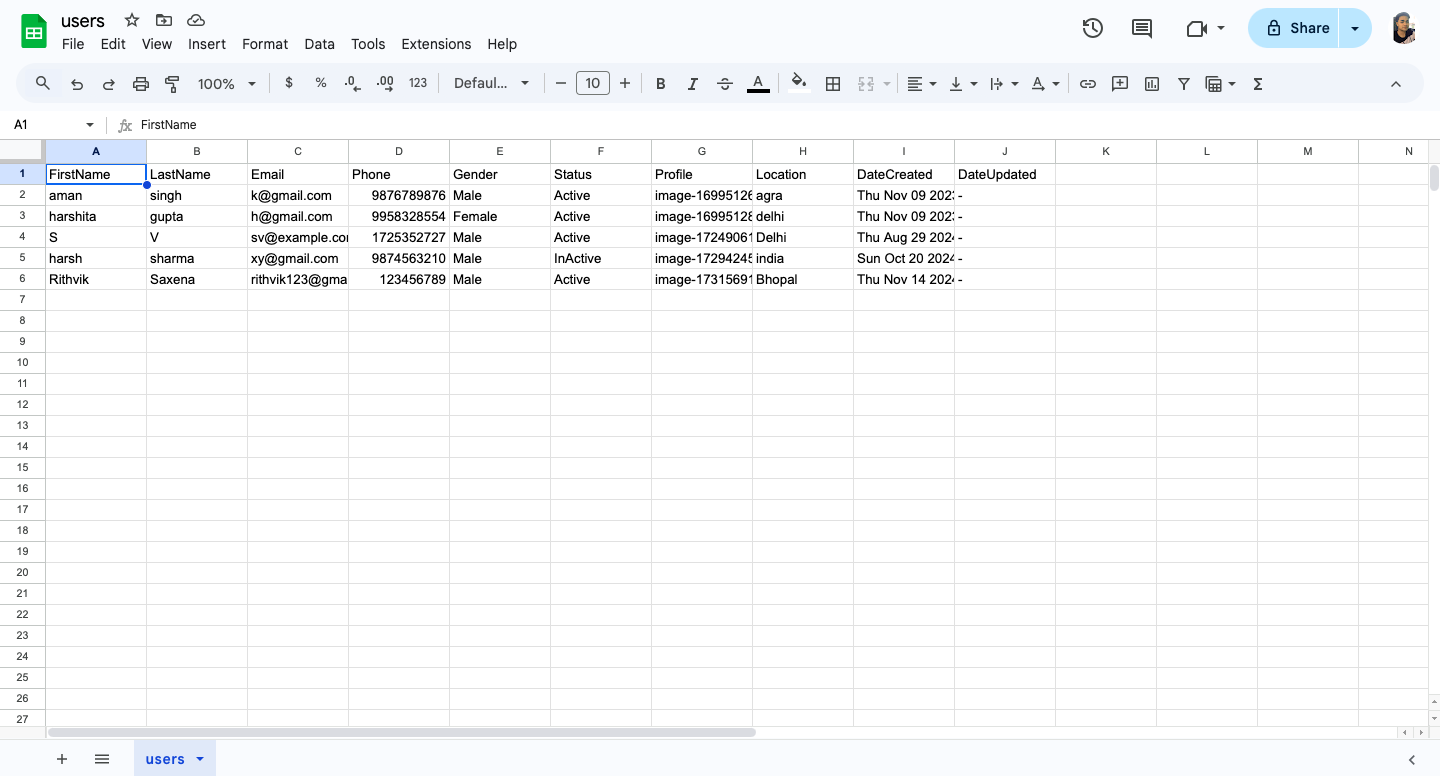 users
File Edit View Insert Format Data Tools Extensions Help
Share
100% $ % .0 .00 123 Defaul... 10 B I A A Σ
A1 fx FirstName
A B C D E F G H I J K L M N
1 FirstName LastName Email Phone Gender Status Profile Location DateCreated DateUpdated
2 aman singh k@gmail.com 9876789876 Male Active image-16995126 agra Thu Nov 09 2023 -
3 harshita gupta h@gmail.com 9958328554 Female Active image-16995128 delhi Thu Nov 09 2023 -
4 S V sv@example.co 1725352727 Male Active image-17249061 Delhi Thu Aug 29 2024 -
5 harsh sharma xy@gmail.com 9874563210 Male InActive image-17294245 india Sun Oct 20 2024 -
6 Rithvik Saxena rithvik123@gma 123456789 Male Active image-17315691 Bhopal Thu Nov 14 2024 -
7
8
9
10
11
12
13
14
15
16
17
18
19
20
21
22
23
24
25
26
27
users